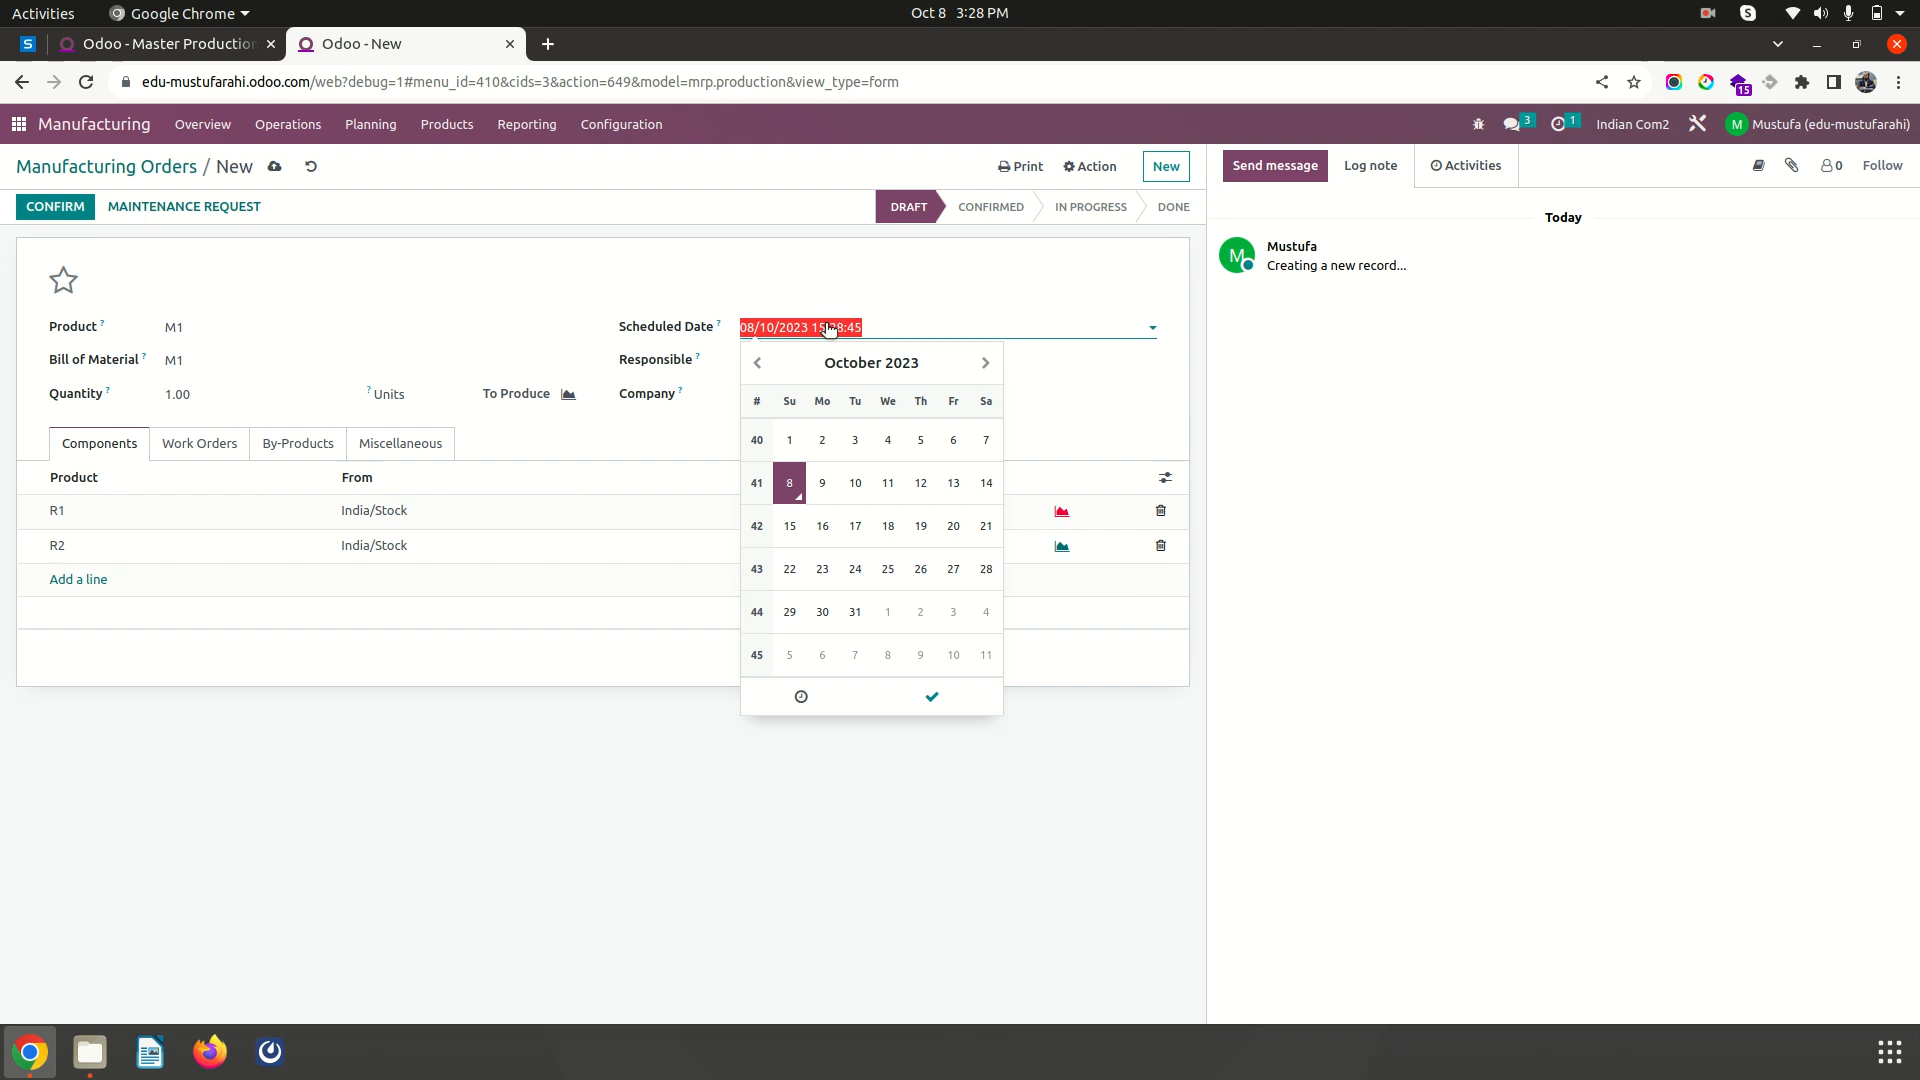 Activities Google Chrome Oct 8 3:28 PM
S Odoo - Master Production Odoo - New
edu-mustufarahi.odoo.com/web?debug=1#menu_id=410&cids=3&action=649&model=mrp.production&view_type=form 15
Manufacturing Overview Operations Planning Products Reporting Configuration 3 1 Indian Com2 M Mustufa (edu-mustufarahi)
Manufacturing Orders / New Print Action New
Send message Log note Activities 0 Follow
CONFIRM MAINTENANCE REQUEST DRAFT CONFIRMED IN PROGRESS DONE
Today
M Mustufa
Creating a new record...
Product ? M1
Scheduled Date ? 08/10/2023 15:28:45
Bill of Material ? M1
Responsible ?
Quantity ? 1.00 ? Units To Produce
Company ?
October 2023
# Su Mo Tu We Th Fr Sa
40 1 2 3 4 5 6 7
41 8 9 10 11 12 13 14
42 15 16 17 18 19 20 21
43 22 23 24 25 26 27 28
44 29 30 31 1 2 3 4
45 5 6 7 8 9 10 11
Components Work Orders By-Products Miscellaneous
Product From
R1 India/Stock
R2 India/Stock
Add a line